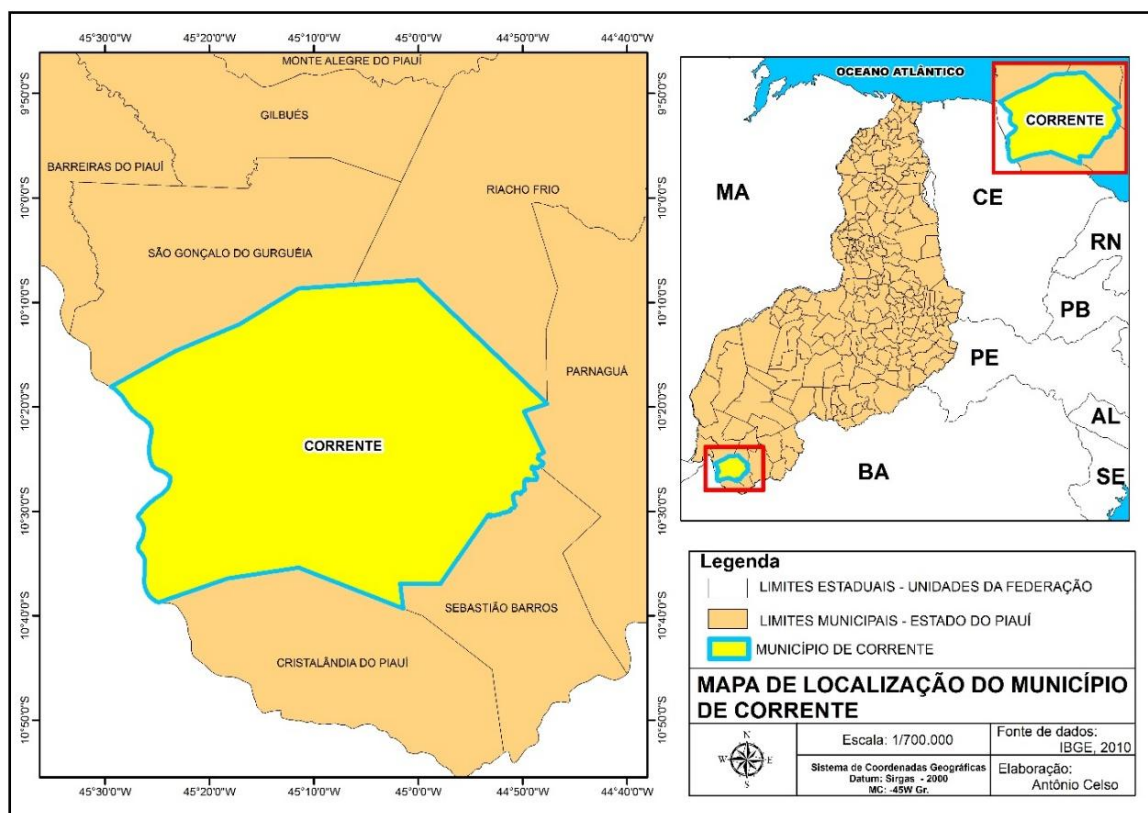 45°30'0"W 45°20'0"W 45°10'0"W 45°0'0"W 44°50'0"W 44°40'0"W
9°50'0"S
10°0'0"S
10°10'0"S
10°20'0"S
10°30'0"S
10°40'0"S
10°50'0"S
MONTE ALEGRE DO PIAUÍ
GILBUÉS
BARREIRAS DO PIAUÍ
RIACHO FRIO
SÃO GONÇALO DO GURGUÉIA
PARNAGUÁ
CORRENTE
SEBASTIÃO BARROS
CRISTALÂNDIA DO PIAUÍ
9°50'0"S
10°0'0"S
10°10'0"S
10°20'0"S
10°30'0"S
10°40'0"S
10°50'0"S
45°30'0"W 45°20'0"W 45°10'0"W 45°0'0"W 44°50'0"W 44°40'0"W
OCEANO ATLÂNTICO
CORRENTE
MA
CE
RN
PB
PE
AL
BA
SE
Legenda
LIMITES ESTADUAIS - UNIDADES DA FEDERAÇÃO
LIMITES MUNICIPAIS - ESTADO DO PIAUÍ
MUNICÍPIO DE CORRENTE
MAPA DE LOCALIZAÇÃO DO MUNICÍPIO
DE CORRENTE
N
W E
S
Escala: 1/700.000
Sistema de Coordenadas Geográficas
Datum: Sirgas - 2000
MC: -45W Gr.
Fonte de dados:
IBGE, 2010
Elaboração:
Antônio Celso